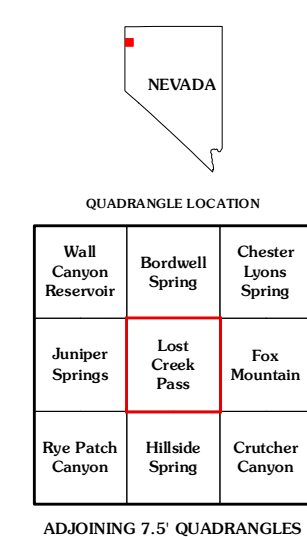 NEVADA
QUADRANGLE LOCATION
Wall
Canyon
Reservoir
Bordwell
Spring
Chester
Lyons
Spring
Juniper
Springs
Lost
Creek
Pass
Fox
Mountain
Rye Patch
Canyon
Hillside
Spring
Crutcher
Canyon
ADJOINING 7.5' QUADRANGLES